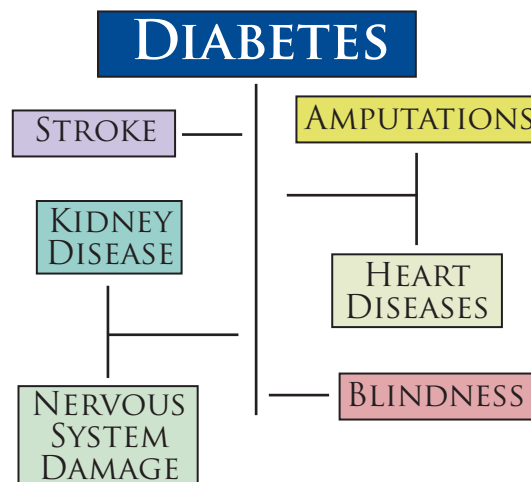 DIABETES
STROKE
AMPUTATIONS
KIDNEY
DISEASE
HEART
DISEASES
BLINDNESS
NERVOUS
SYSTEM
DAMAGE